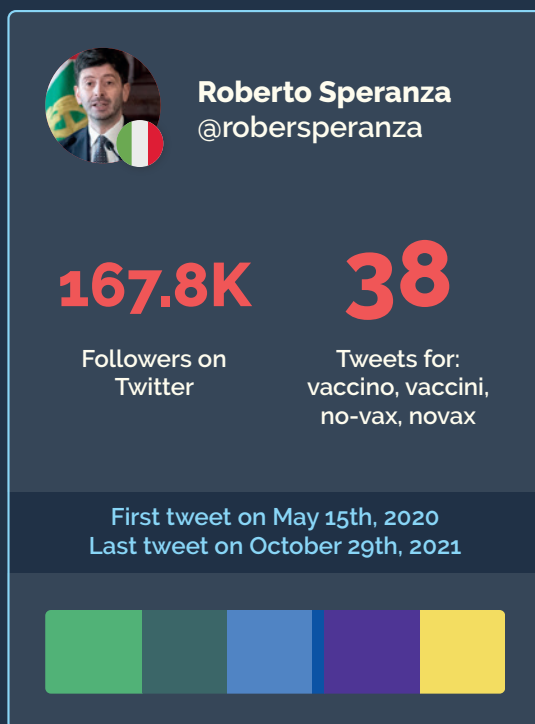 Roberto Speranza
@robersperanza
167.8K
Followers on
Twitter
38
Tweets for:
vaccino, vaccini,
no-vax, novax
First tweet on May 15th, 2020
Last tweet on October 29th, 2021